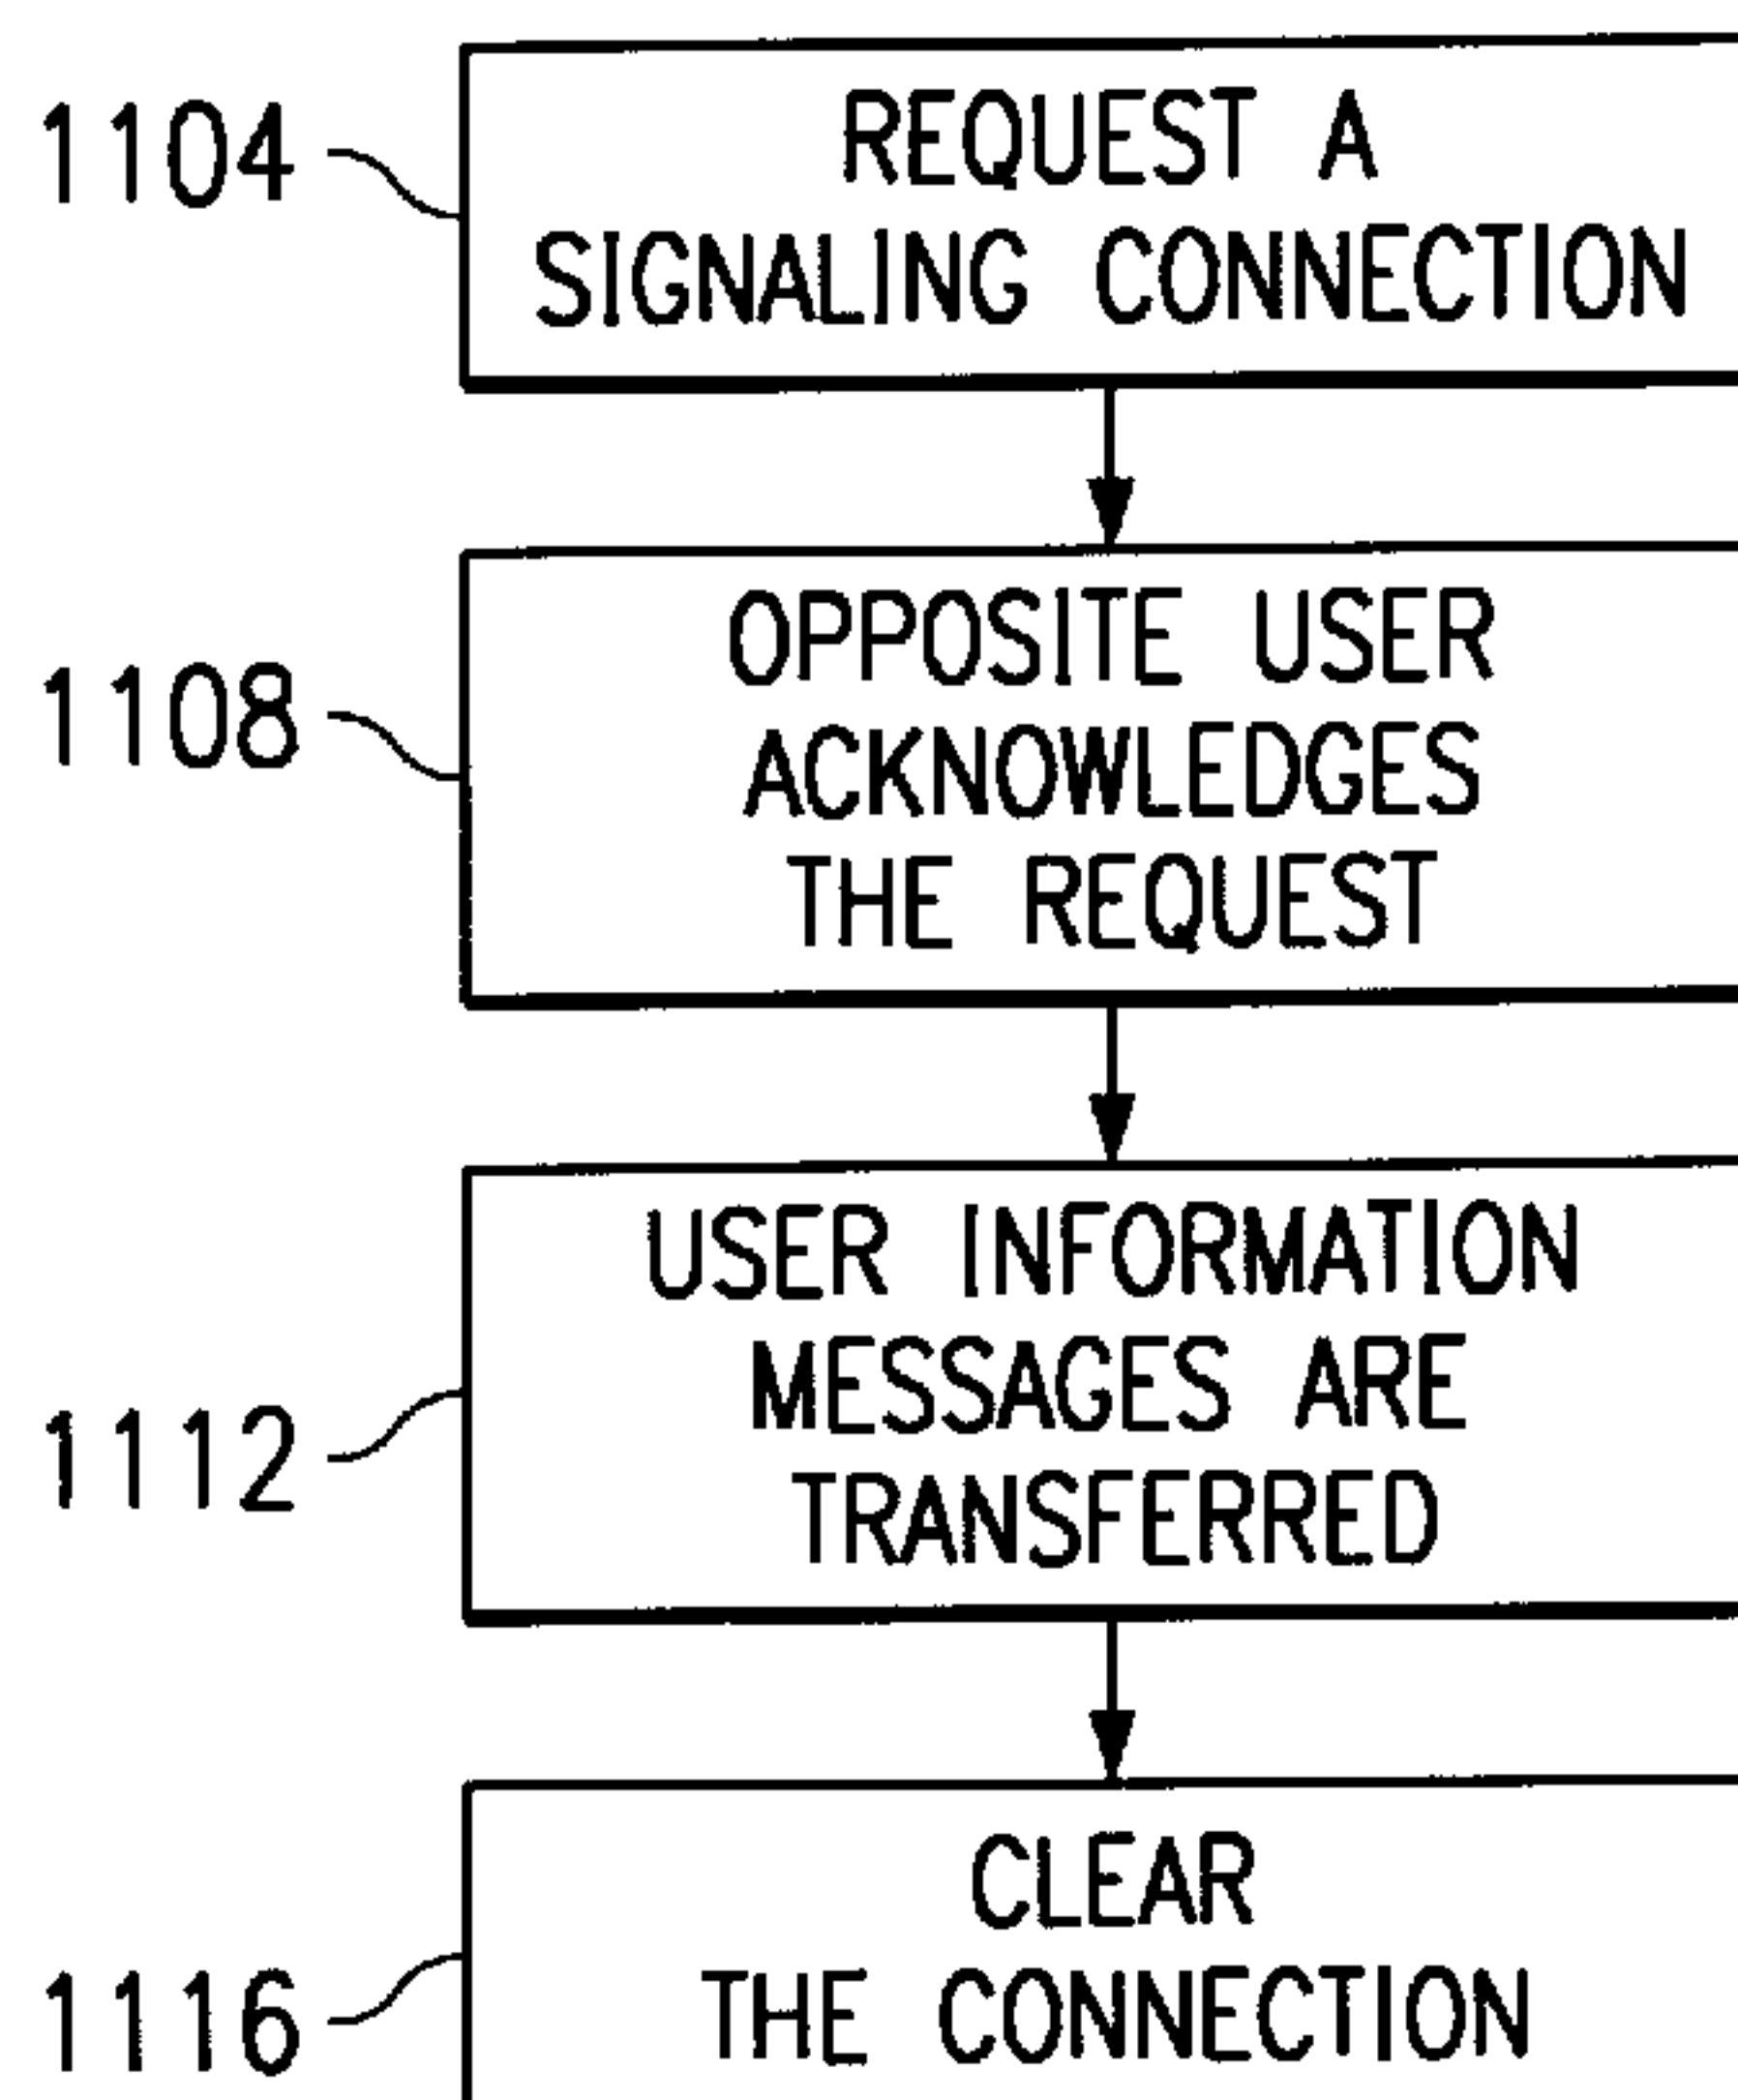 1104
REQUEST A
SIGNALING CONNECTION
1108
OPPOSITE USER
ACKNOWLEDGES
THE REQUEST
1112
USER INFORMATION
MESSAGES ARE
TRANSFERRED
1116
CLEAR
THE CONNECTION